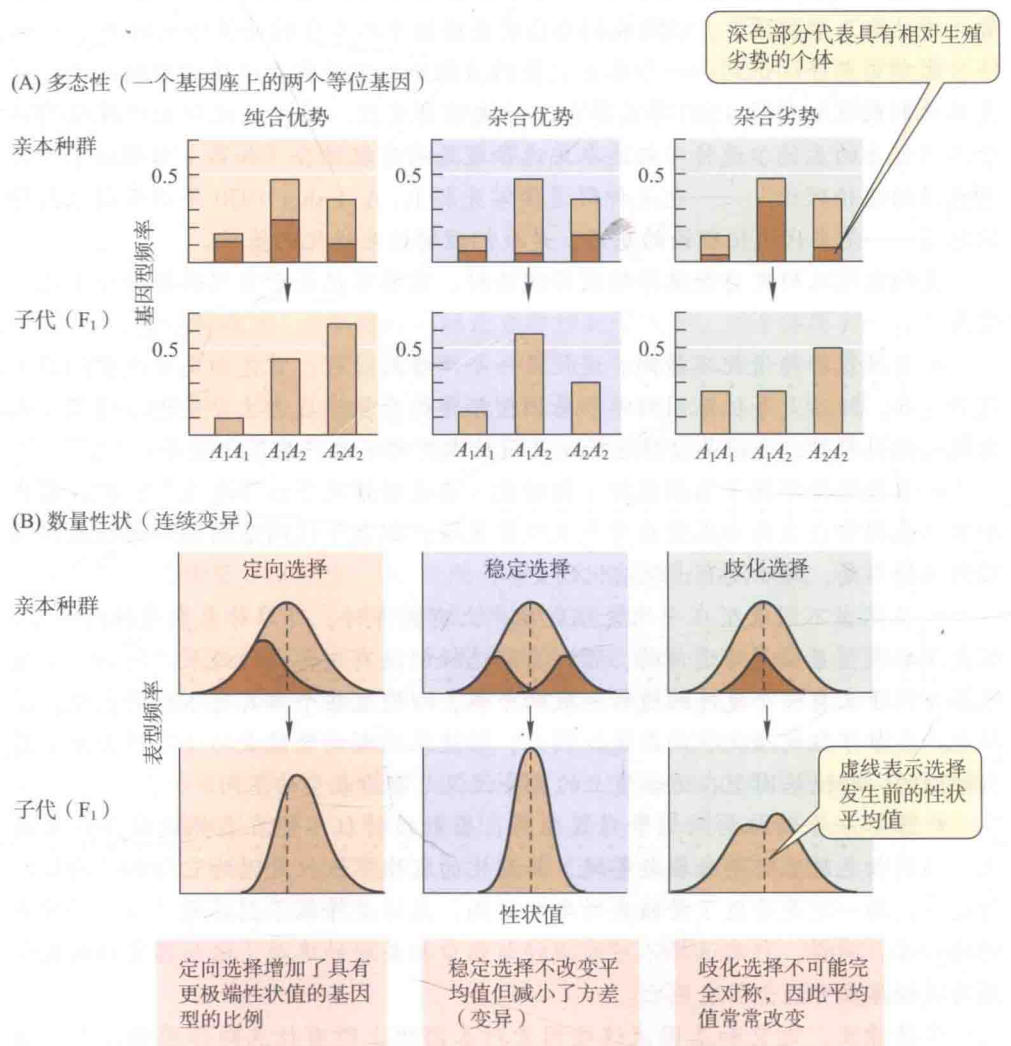 深色部分代表具有相对生殖
劣势的个体
(A) 多态性（一个基因座上的两个等位基因）
纯合优势
杂合优势
杂合劣势
亲本种群
0.5
0.5
0.5
基因型频率
子代（F₁）
0.5
0.5
0.5
A₁A₁ A₁A₂ A₂A₂
A₁A₁ A₁A₂ A₂A₂
A₁A₁ A₁A₂ A₂A₂
(B) 数量性状（连续变异）
定向选择
稳定选择
歧化选择
亲本种群
表型频率
子代（F₁）
虚线表示选择
发生前的性状
平均值
性状值
定向选择增加了具有
更极端性状值的基因
型的比例
稳定选择不改变平
均值但减小了方差
（变异）
歧化选择不可能完
全对称，因此平均
值常常改变